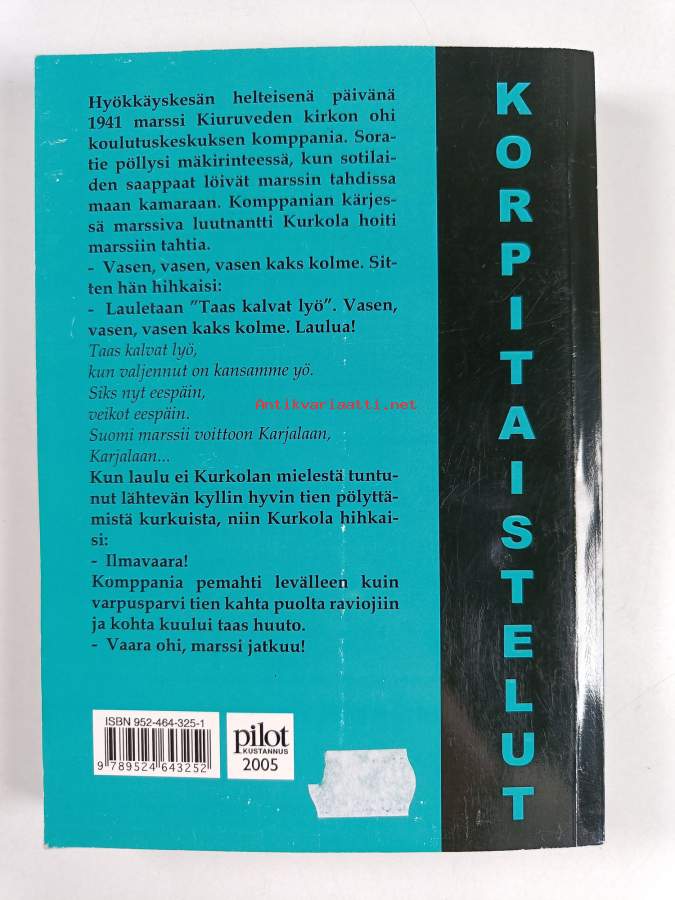 Hyökkäyskesän helteisenä päivänä
1941 marssi Kiuruveden kirkon ohi
koulutuskeskuksen komppania. Sora-
tie pöllysi mäkirinteessä, kun sotilai-
den saappaat löivät marssin tahdissa
maan kamaraan. Komppanian kärjes-
sä marssiva luutnantti Kurkola hoiti
marssiin tahtia.
- Vasen, vasen, vasen kaks kolme. Sit-
ten hän hihkaisi:
- Lauletaan ”Taas kalvat lyö”. Vasen,
vasen, vasen kaks kolme. Laulua!
Taas kalvat lyö,
kun valjennut on kansamme yö.
Siks nyt eespäin,
veikot eespäin.
Suomi marssii voittoon Karjalaan,
Karjalaan...
Kun laulu ei Kurkolan mielestä tuntu-
nut lähtevän kyllin hyvin tien pölyttä-
mistä kurkuista, niin Kurkola hihkai-
si:
- Ilmavaara!
Komppania pemahti levälleen kuin
varpusparvi tien kahta puolta raviojiin
ja kohta kuului taas huuto.
- Vaara ohi, marssi jatkuu!
KORPITAISTELUT
Antikvariaatti.net
ISBN 952-464-325-1
9 789524 643252
pilot
KUSTANNUS
2005